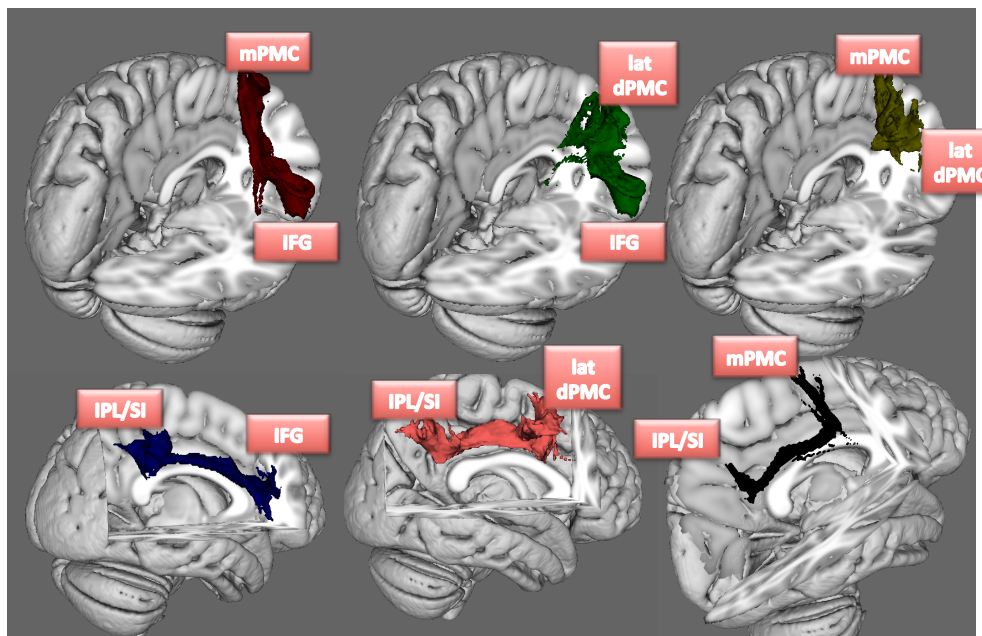 mPMC
lat
dPMC
mPMC
lat
dPMC
IFG
IFG
mPMC
lat
dPMC
IPL/SI
IPL/SI
IFG
IPL/SI